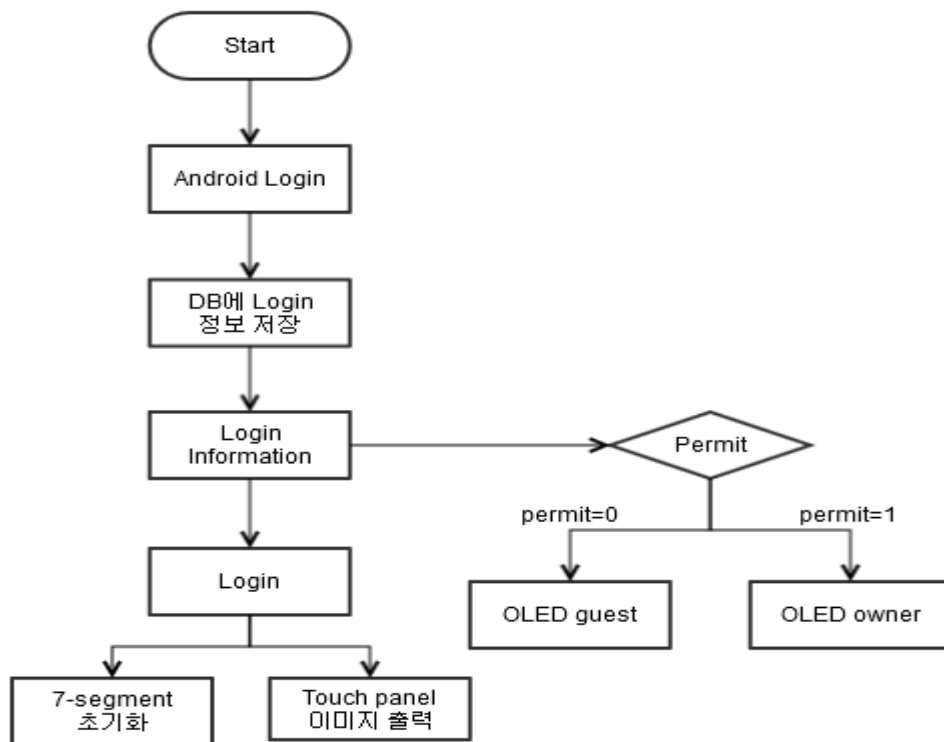 Start
Android Login
DB에 Login
정보 저장
Login
Information
Permit
permit=0
permit=1
Login
OLED guest
OLED owner
7-segment
초기화
Touch panel
이미지 출력